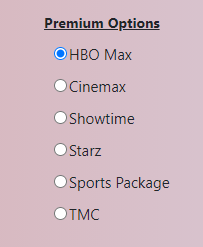 Premium Options
HBO Max
Cinemax
Showtime
Starz
Sports Package
TMC